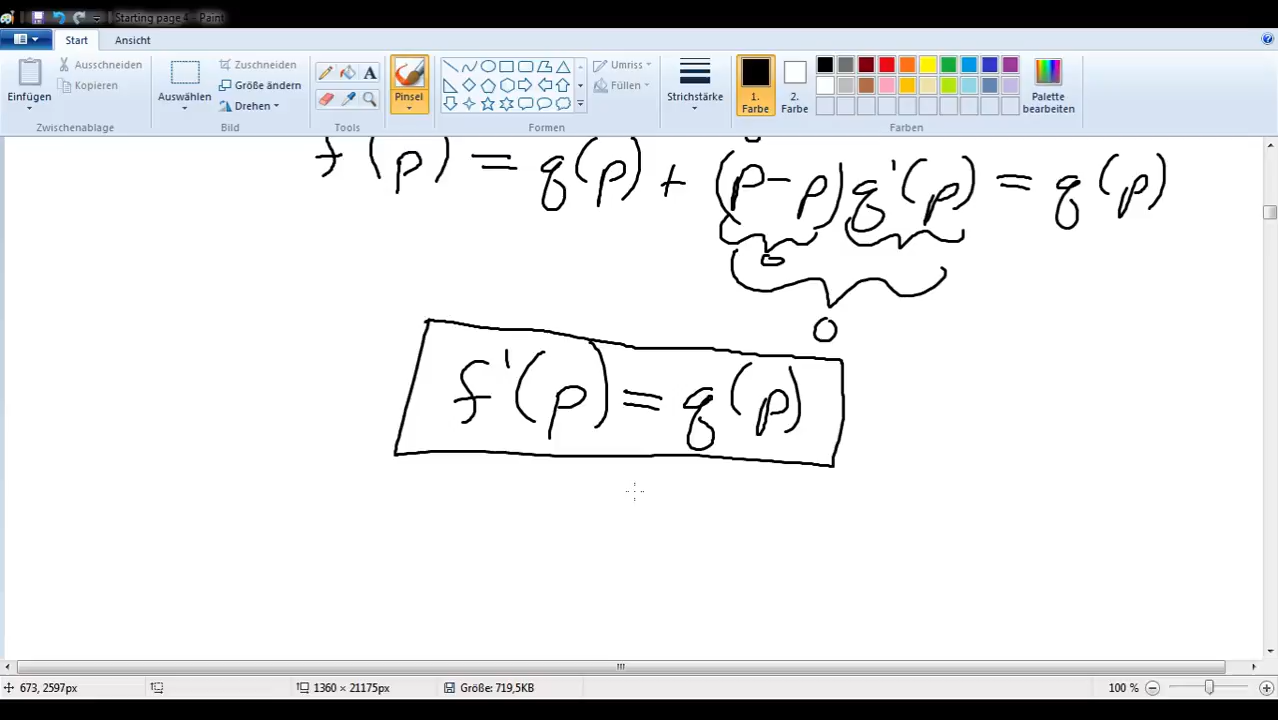 Starting page 4 - Paint
Start Ansicht
Einfügen
Ausschneiden
Kopieren
Zwischenablage
Auswählen
Zuschneiden
Größe ändern
Drehen
Bild
A
Tools
Pinsel
Umriss
Füllen
Formen
Strichstärke
1. Farbe
2. Farbe
Palette bearbeiten
Farben
f'(p) = q(p) + (p-p)q'(p) = q(p)
0
0
f'(p) = q(p)
673, 2597px
1360 × 21175px
Größe: 719,5KB
100 %